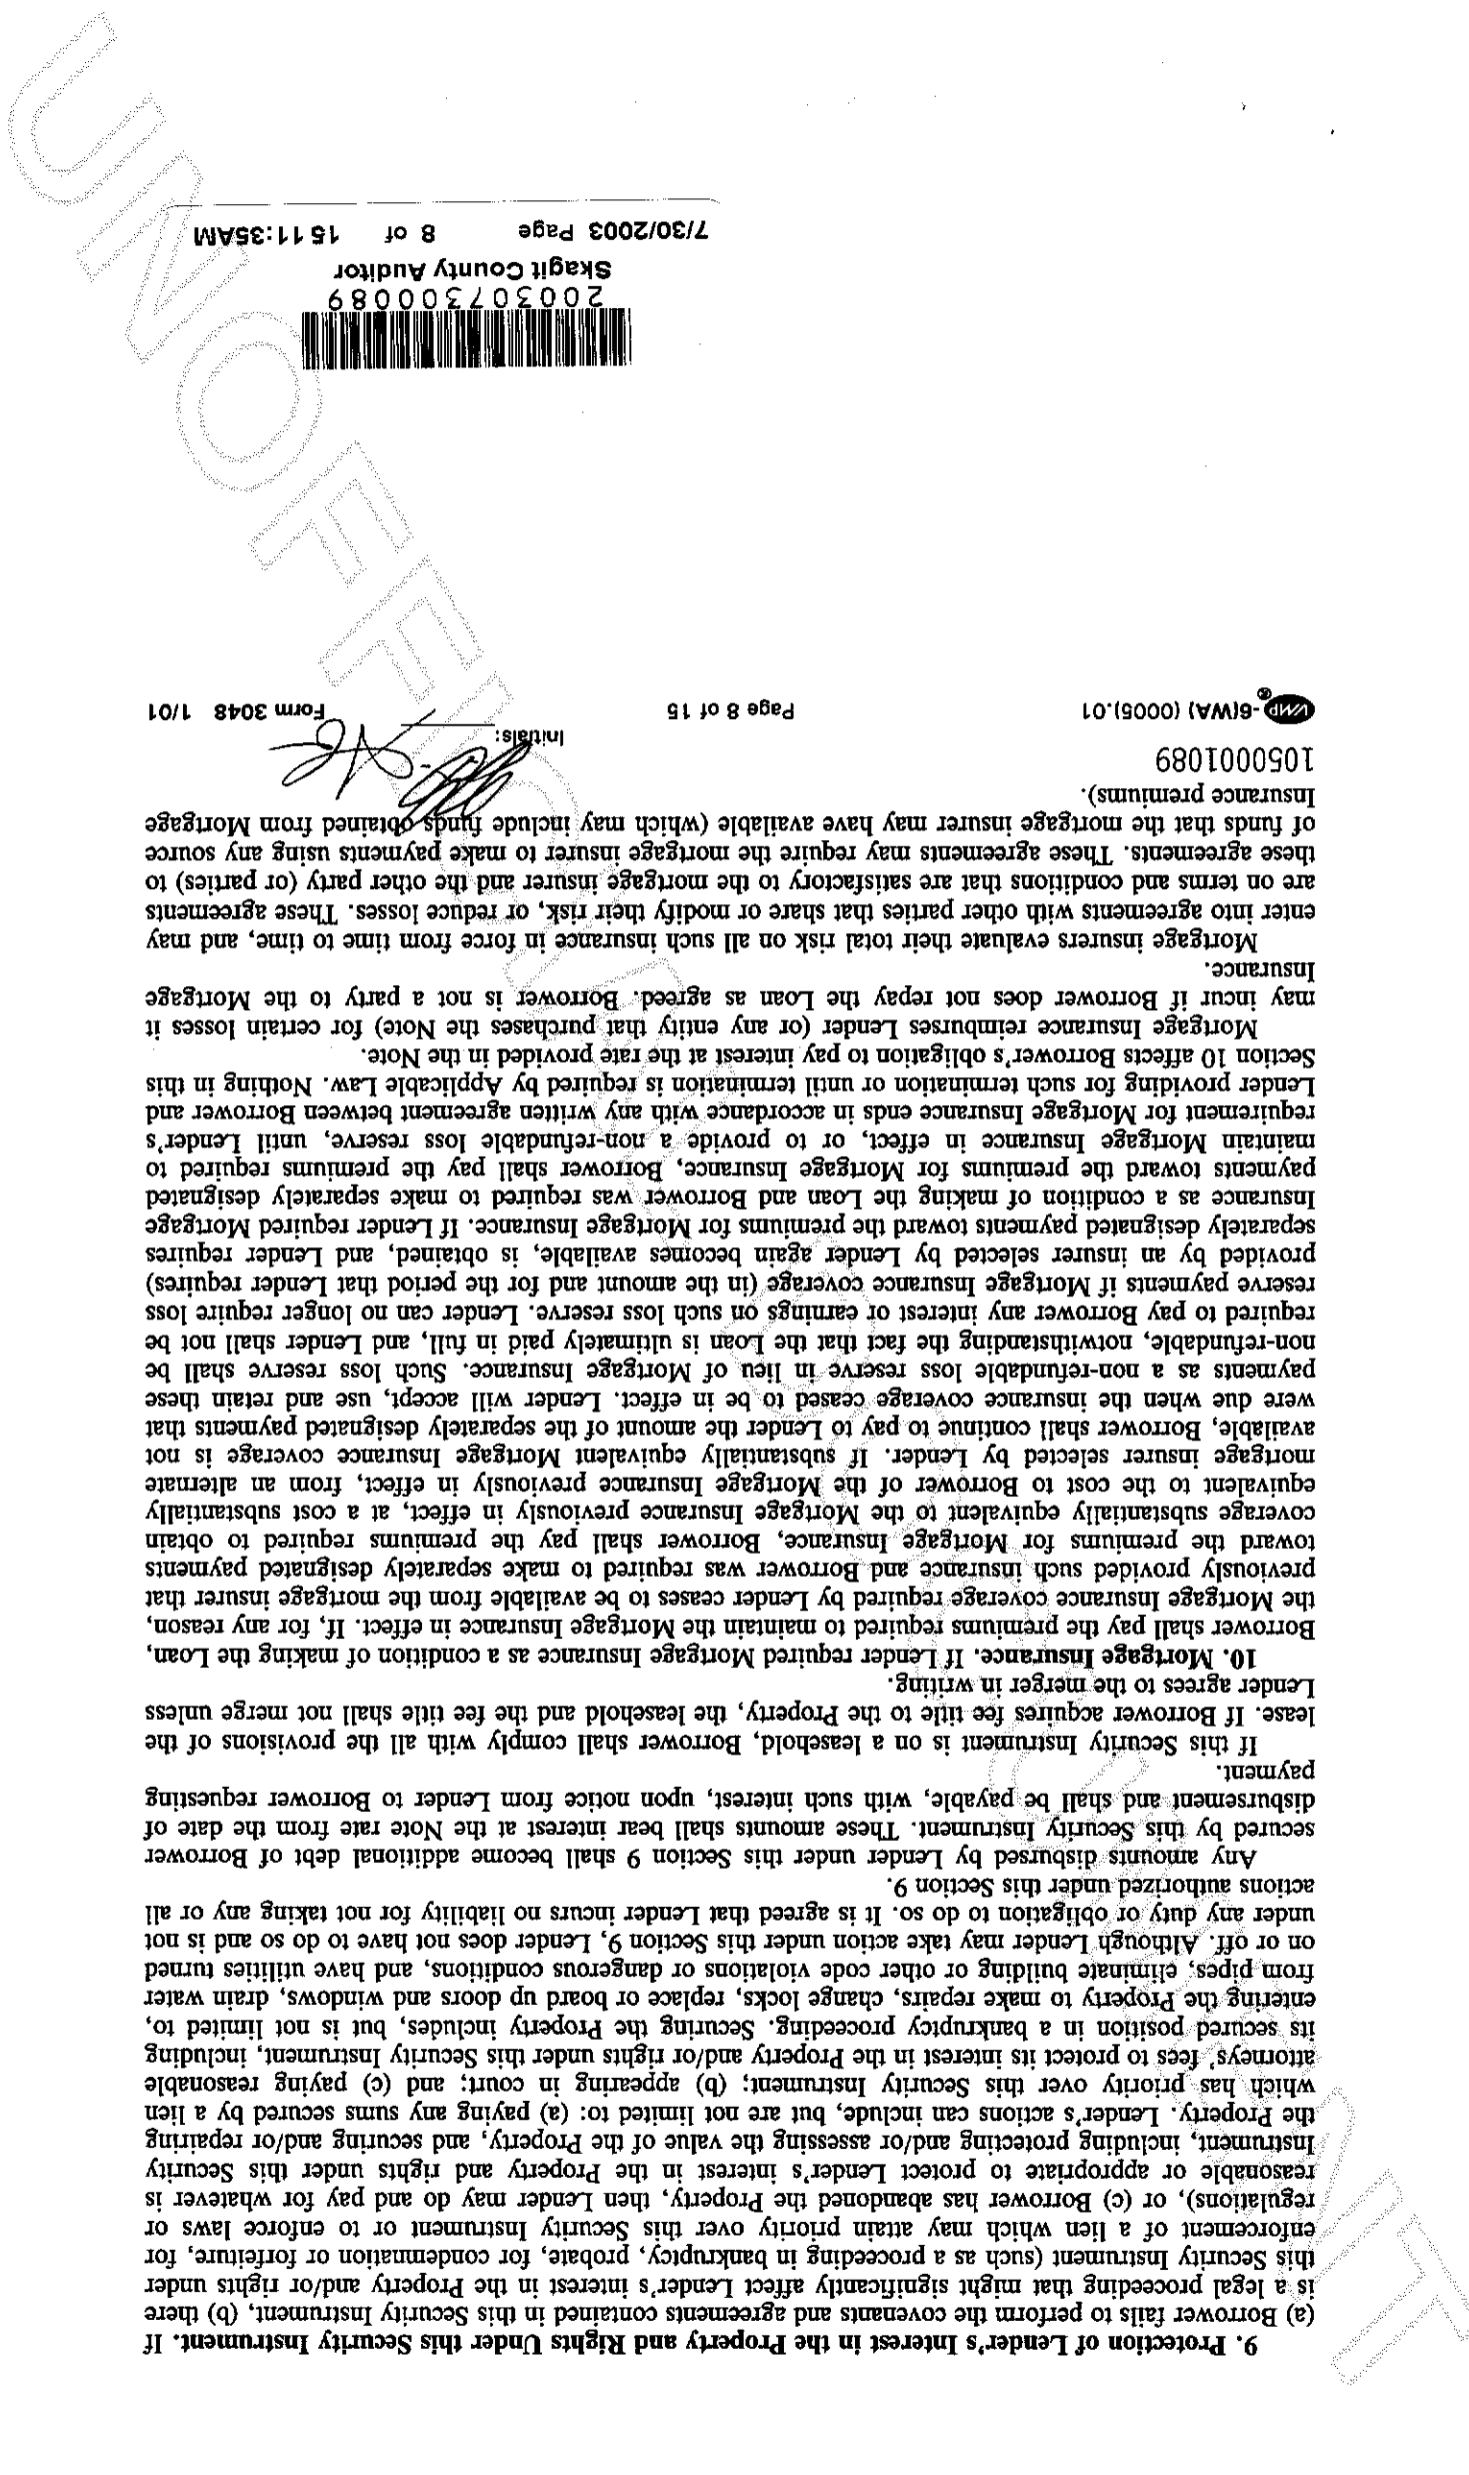 9. Protection of Lender's Interest in the Property and Rights Under this Security Instrument. If
(a) Borrower fails to perform the covenants and agreements contained in this Security Instrument, (b) there
is a legal proceeding that might significantly affect Lender's interest in the Property and/or rights under
this Security Instrument (such as a proceeding in bankruptcy, probate, for condemnation or forfeiture, for
enforcement of a lien which may attain priority over this Security Instrument or to enforce laws or
regulations), or (c) Borrower has abandoned the Property, then Lender may do and pay for whatever is
reasonable or appropriate to protect Lender's interest in the Property and rights under this Security
Instrument, including protecting and/or assessing the value of the Property, and securing and/or repairing
the Property. Lender's actions can include, but are not limited to: (a) paying any sums secured by a lien
which has priority over this Security Instrument; (b) appearing in court; and (c) paying reasonable
attorneys' fees to protect its interest in the Property and/or rights under this Security Instrument, including
its secured position in a bankruptcy proceeding. Securing the Property includes, but is not limited to,
entering the Property to make repairs, change locks, replace or board up doors and windows, drain water
from pipes, eliminate building or other code violations or dangerous conditions, and have utilities turned
on or off. Although Lender may take action under this Section 9, Lender does not have to do so and is not
under any duty or obligation to do so. It is agreed that Lender incurs no liability for not taking any or all
actions authorized under this Section 9.
Any amounts disbursed by Lender under this Section 9 shall become additional debt of Borrower
secured by this Security Instrument. These amounts shall bear interest at the Note rate from the date of
disbursement and shall be payable, with such interest, upon notice from Lender to Borrower requesting
payment.
If this Security Instrument is on a leasehold, Borrower shall comply with all the provisions of the
lease. If Borrower acquires fee title to the Property, the leasehold and the fee title shall not merge unless
Lender agrees to the merger in writing.
10. Mortgage Insurance. If Lender required Mortgage Insurance as a condition of making the Loan,
Borrower shall pay the premiums required to maintain the Mortgage Insurance in effect. If, for any reason,
the Mortgage Insurance coverage required by Lender ceases to be available from the mortgage insurer that
previously provided such insurance and Borrower was required to make separately designated payments
toward the premiums for Mortgage Insurance, Borrower shall pay the premiums required to obtain
coverage substantially equivalent to the Mortgage Insurance previously in effect, at a cost substantially
equivalent to the cost to Borrower of the Mortgage Insurance previously in effect, from an alternate
mortgage insurer selected by Lender. If substantially equivalent Mortgage Insurance coverage is not
available, Borrower shall continue to pay to Lender the amount of the separately designated payments that
were due when the insurance coverage ceased to be in effect. Lender will accept, use and retain these
payments as a non-refundable loss reserve in lieu of Mortgage Insurance. Such loss reserve shall be
non-refundable, notwithstanding the fact that the Loan is ultimately paid in full, and Lender shall not be
required to pay Borrower any interest or earnings on such loss reserve. Lender can no longer require loss
reserve payments if Mortgage Insurance coverage (in the amount and for the period that Lender requires)
provided by an insurer selected by Lender again becomes available, is obtained, and Lender requires
separately designated payments toward the premiums for Mortgage Insurance. If Lender required Mortgage
Insurance as a condition of making the Loan and Borrower was required to make separately designated
payments toward the premiums for Mortgage Insurance, Borrower shall pay the premiums required to
maintain Mortgage Insurance in effect, or to provide a non-refundable loss reserve, until Lender's
requirement for Mortgage Insurance ends in accordance with any written agreement between Borrower and
Lender providing for such termination or until termination is required by Applicable Law. Nothing in this
Section 10 affects Borrower's obligation to pay interest at the rate provided in the Note.
Mortgage Insurance reimburses Lender (or any entity that purchases the Note) for certain losses it
may incur if Borrower does not repay the Loan as agreed. Borrower is not a party to the Mortgage
Insurance.
Mortgage insurers evaluate their total risk on all such insurance in force from time to time, and may
enter into agreements with other parties that share or modify their risk, or reduce losses. These agreements
are on terms and conditions that are satisfactory to the mortgage insurer and the other party (or parties) to
these agreements. These agreements may require the mortgage insurer to make payments using any source
of funds that the mortgage insurer may have available (which may include funds obtained from Mortgage
Insurance premiums).
1050001089
Initials:
VMP®-6(WA) (0005).01 Page 8 of 15 Form 3048 1/01
200307300089
Skagit County Auditor
7/30/2003 Page 8 of 15 11:35AM
UNOFFICIAL DOCUMENT